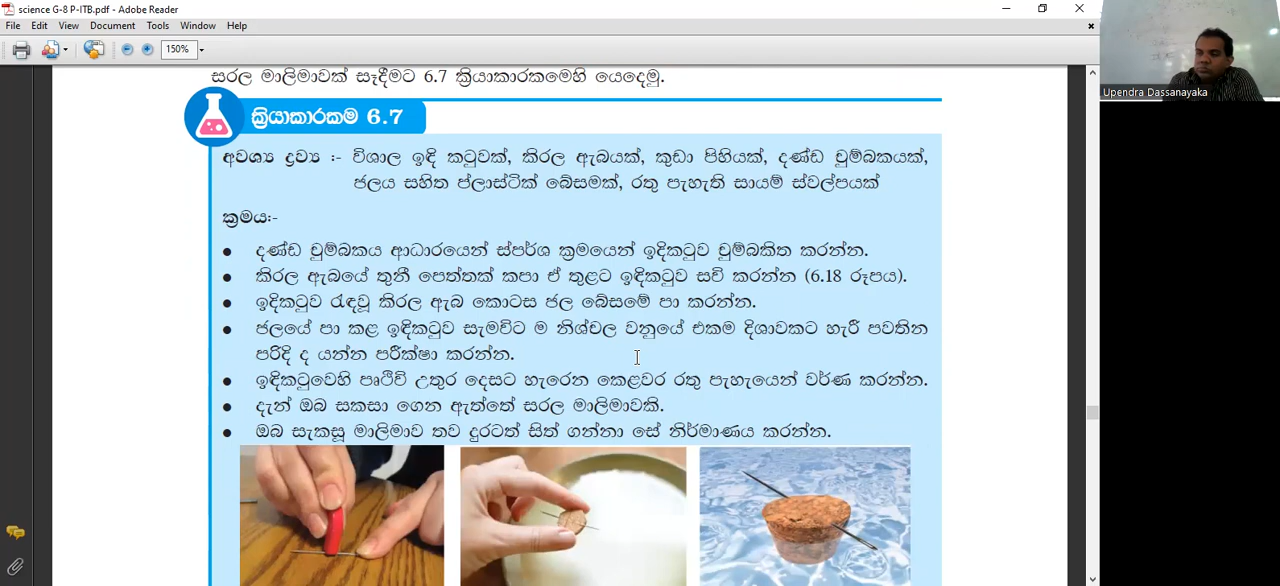 science G-8 P-ITB.pdf - Adobe Reader
File Edit View Document Tools Window Help
150%
Upendra Dassanayaka
සරල මාලිමාවක් සෑදීමට 6.7 ක්‍රියාකාරකමෙහි යෙදෙමු.
ක්‍රියාකාරකම 6.7
අවශ්‍ය ද්‍රව්‍ය :- විශාල ඉඳි කටුවක්, කිරල ඇබයක්, කුඩා පිහියක්, දණ්ඩ චුම්බකයක්,
ජලය සහිත ප්ලාස්ටික් බේසමක්, රතු පැහැති සායම් ස්වල්පයක්
ක්‍රමය:-
● දණ්ඩ චුම්බකය ආධාරයෙන් ස්පර්ශ ක්‍රමයෙන් ඉදිකටුව චුම්බකිත කරන්න.
● කිරල ඇබයේ තුනී පෙත්තක් කපා ඒ තුළට ඉඳිකටුව සවි කරන්න (6.18 රූපය).
● ඉදිකටුව රැඳවූ කිරල ඇබ කොටස ජල බේසමේ පා කරන්න.
● ජලයේ පා කළ ඉඳිකටුව සැමවිට ම නිශ්චල වනුයේ එකම දිශාවකට හැරී පවතින
පරිදි ද යන්න පරීක්ෂා කරන්න.
● ඉඳිකටුවෙහි පෘථිවි උතුර දෙසට හැරෙන කෙළවර රතු පැහැයෙන් වර්ණ කරන්න.
● දැන් ඔබ සකසා ගෙන ඇත්තේ සරල මාලිමාවකි.
● ඔබ සැකසූ මාලිමාව තව දුරටත් සිත් ගන්නා සේ නිර්මාණය කරන්න.